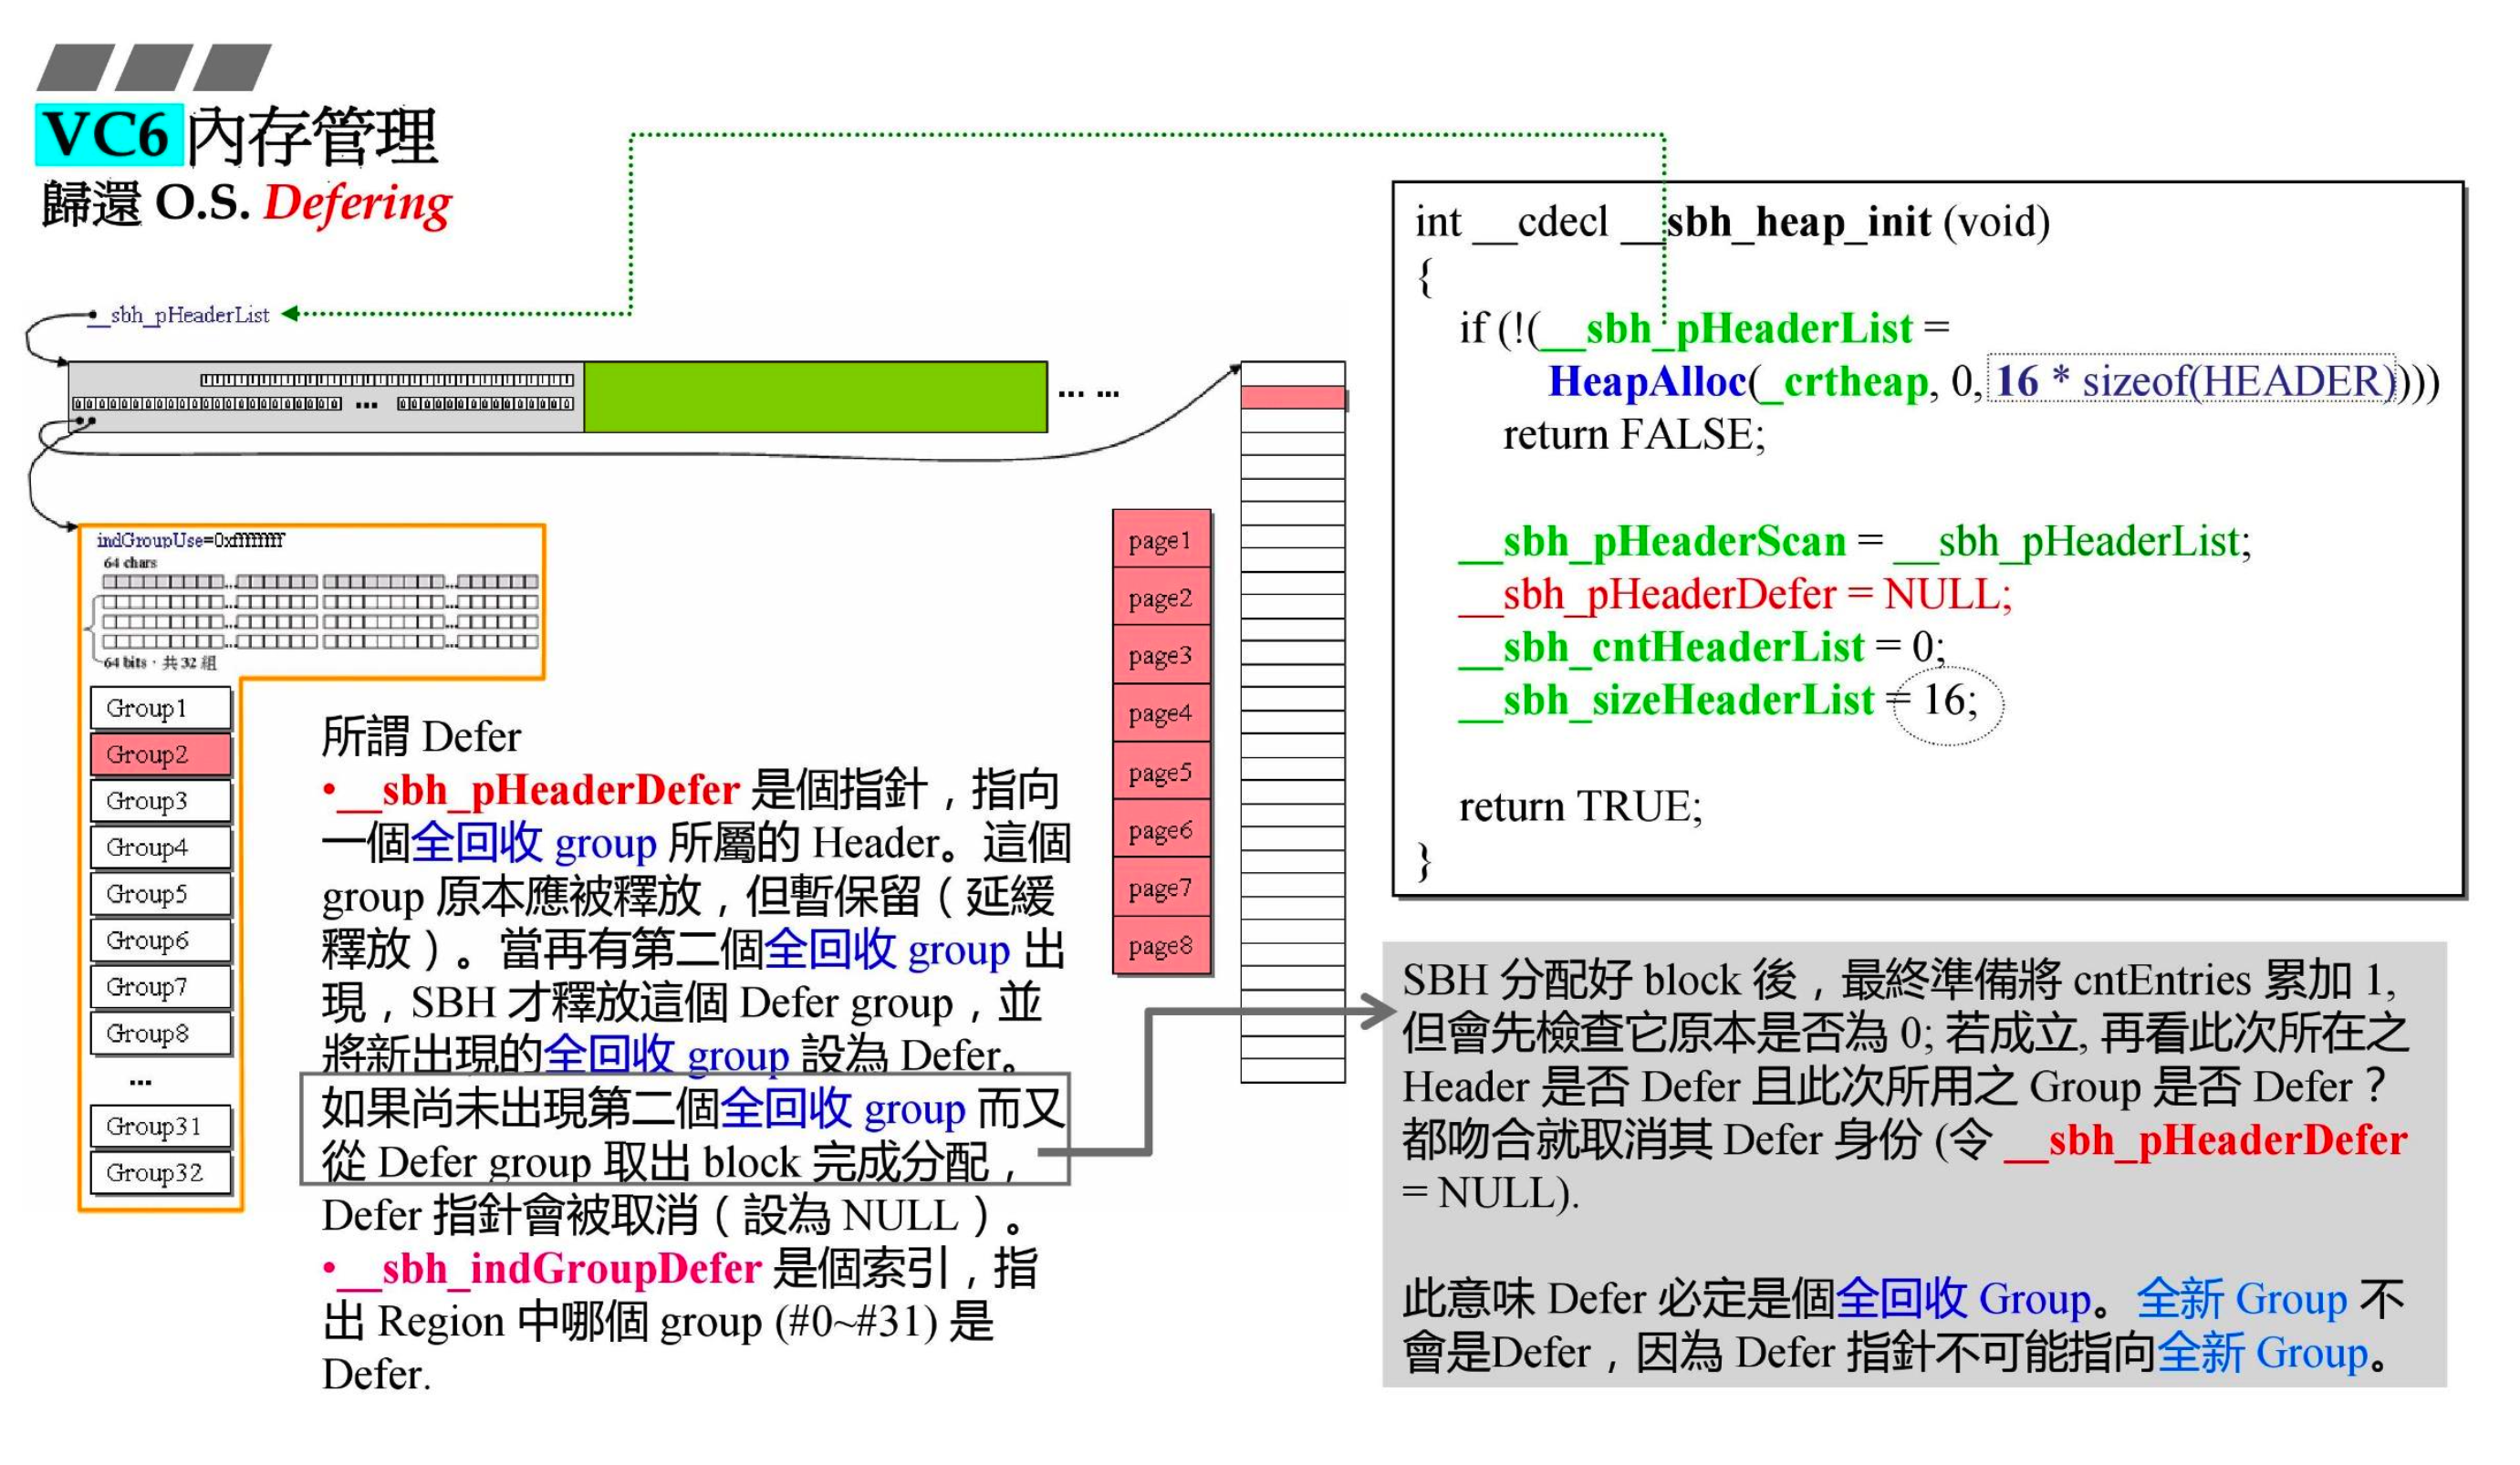 VC6 內存管理
歸還 O.S. Defering
__sbh_pHeaderList
... ...
indGroupUse=0xffffffff
64 chars
64 bits,共 32 組
Group1
Group2
Group3
Group4
Group5
Group6
Group7
Group8
...
Group31
Group32
所謂 Defer
•__sbh_pHeaderDefer 是個指針,指向
一個全回收 group 所屬的 Header。這個
group 原本應被釋放,但暫保留(延緩
釋放)。當再有第二個全回收 group 出
現,SBH 才釋放這個 Defer group,並
將新出現的全回收 group 設為 Defer。
如果尚未出現第二個全回收 group 而又
從 Defer group 取出 block 完成分配,
Defer 指針會被取消(設為 NULL)。
•__sbh_indGroupDefer 是個索引,指
出 Region 中哪個 group (#0~#31) 是
Defer.
page1
page2
page3
page4
page5
page6
page7
page8
int __cdecl __sbh_heap_init (void)
{
if (!(__sbh_pHeaderList =
HeapAlloc(_crtheap, 0, 16 * sizeof(HEADER))))
return FALSE;
__sbh_pHeaderScan = __sbh_pHeaderList;
__sbh_pHeaderDefer = NULL;
__sbh_cntHeaderList = 0;
__sbh_sizeHeaderList = 16;
return TRUE;
}
SBH 分配好 block 後,最終準備將 cntEntries 累加 1,
但會先檢查它原本是否為 0; 若成立, 再看此次所在之
Header 是否 Defer 且此次所用之 Group 是否 Defer?
都吻合就取消其 Defer 身份 (令 __sbh_pHeaderDefer
= NULL).
此意味 Defer 必定是個全回收 Group。全新 Group 不
會是Defer,因為 Defer 指針不可能指向全新 Group。